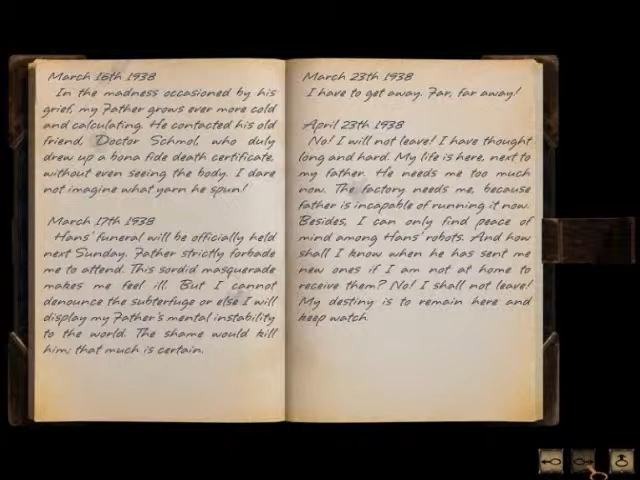 March 16th 1938
In the madness occasioned by his
grief, my Father grows ever more cold
and calculating. He contacted his old
friend, Doctor Schmol, who duly
drew up a bona fide death certificate,
without even seeing the body. I dare
not imagine what yarn he spun!
March 17th 1938
Hans' funeral will be officially held
next Sunday. Father strictly forbade
me to attend. This sordid masquerade
makes me feel ill. But I cannot
denounce the subterfuge or else I will
display my Father's mental instability
to the world. The shame would kill
him; that much is certain.
March 23th 1938
I have to get away. Far, far away!
April 23th 1938
No! I will not leave! I have thought
long and hard. My life is here, next to
my father. He needs me too much
now. The factory needs me, because
father is incapable of running it now.
Besides, I can only find peace of
mind among Hans' robots. And how
shall I know when he has sent me
new ones if I am not at home to
receive them? No! I shall not leave!
My destiny is to remain here and
keep watch.